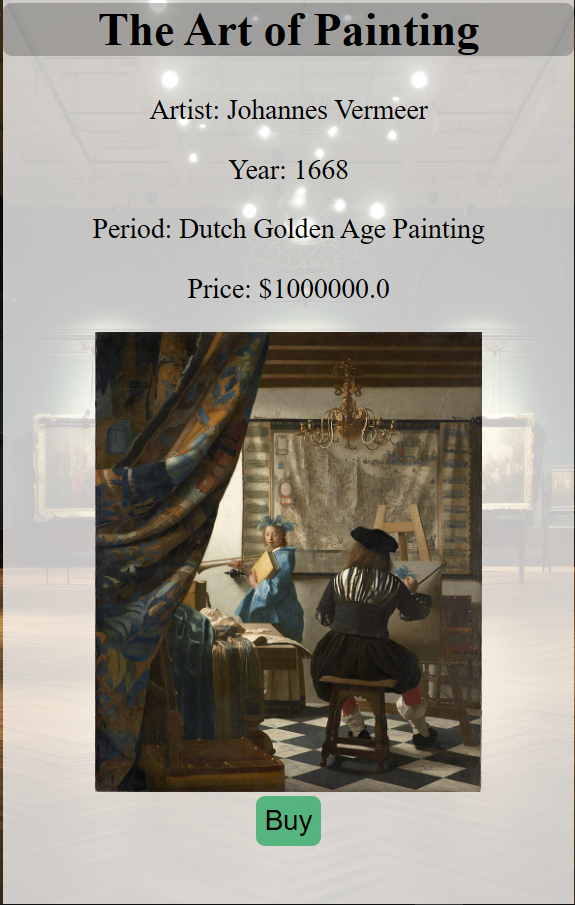 The Art of Painting
Artist: Johannes Vermeer
Year: 1668
Period: Dutch Golden Age Painting
Price: $1000000.0
Buy